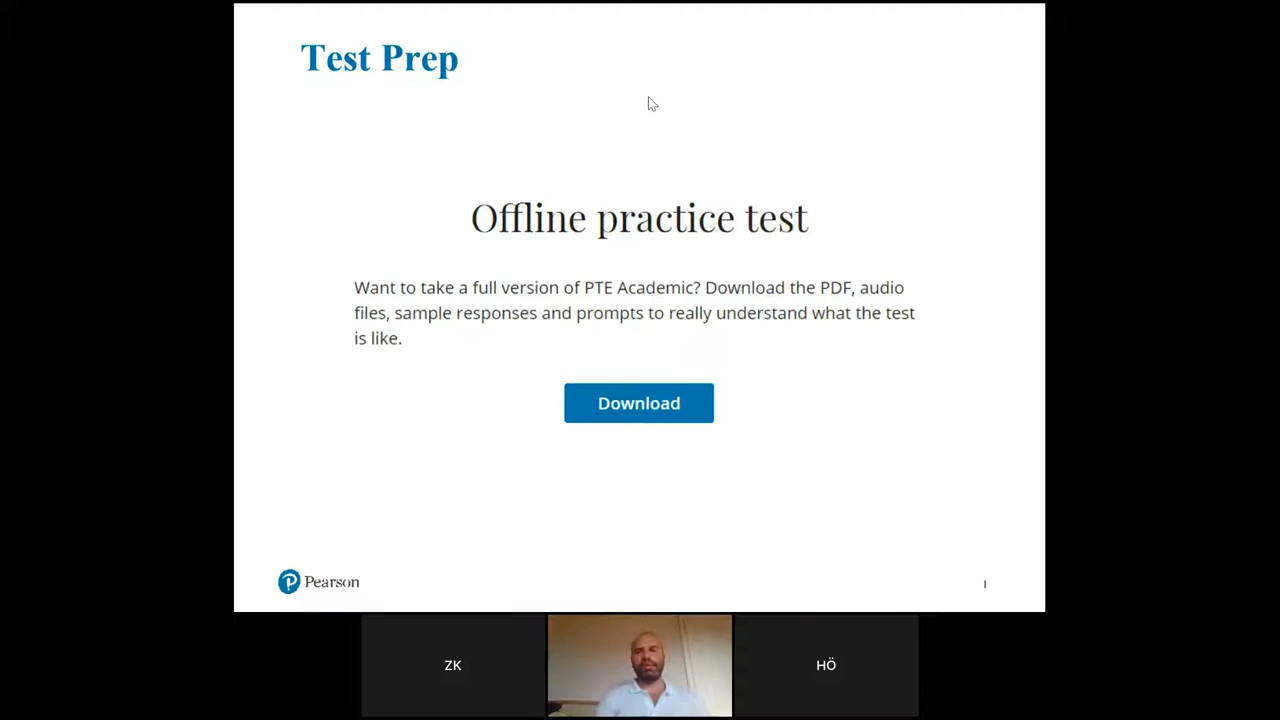 Test Prep
Offline practice test
Want to take a full version of PTE Academic? Download the PDF, audio
files, sample responses and prompts to really understand what the test
is like.
Download
Pearson
1
ZK
HÖ